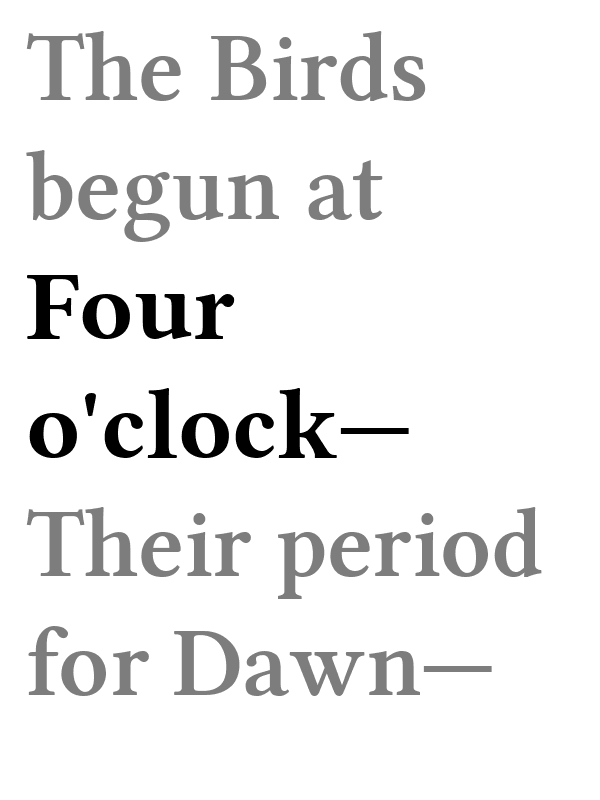 The Birds
begun at
Four
o'clock—
Their period
for Dawn—